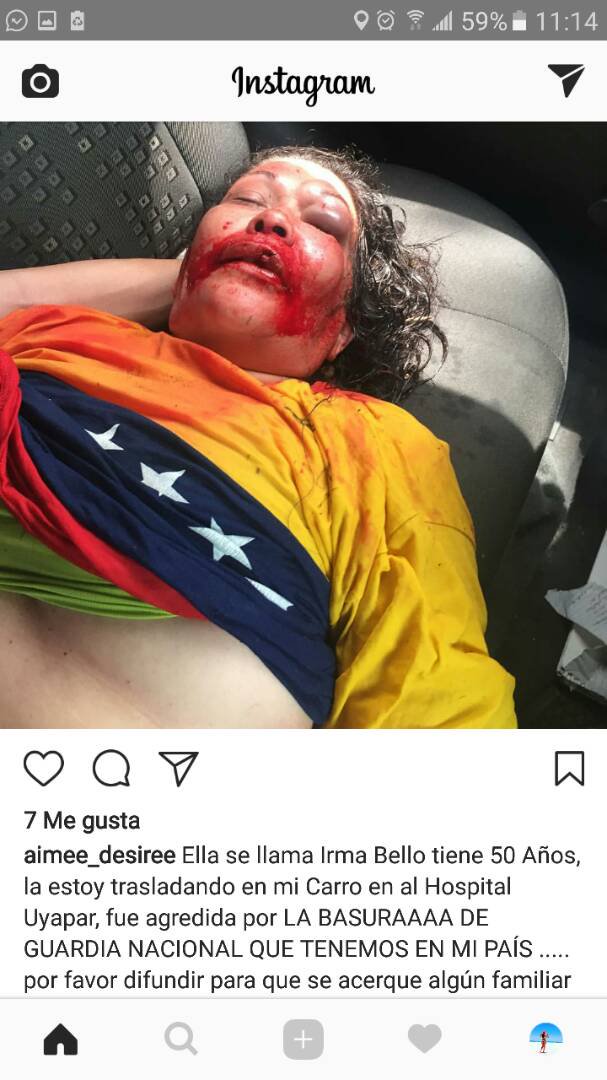 59% 11:14
Instagram
7 Me gusta
aimee_desiree Ella se llama Irma Bello tiene 50 Años,
la estoy trasladando en mi Carro en al Hospital
Uyapar, fue agredida por LA BASURAAAA DE
GUARDIA NACIONAL QUE TENEMOS EN MI PAÍS .....
por favor difundir para que se acerque algún familiar